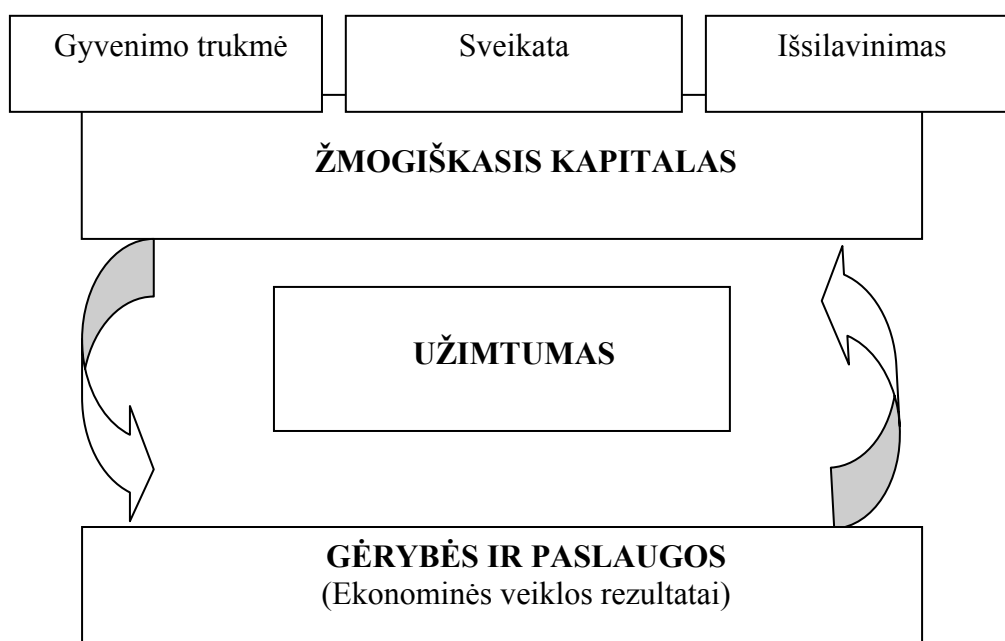 Gyvenimo trukmė
Sveikata
Išsilavinimas
ŽMOGIŠKASIS KAPITALAS
UŽIMTUMAS
GĖRYBĖS IR PASLAUGOS
(Ekonominės veiklos rezultatai)